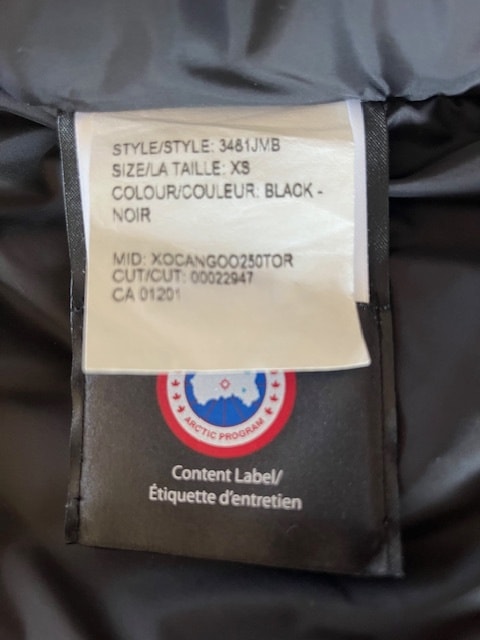 STYLE/STYLE: 3481JMB
SIZE/LA TAILLE: XS
COLOUR/COULEUR: BLACK -
NOIR
MID: XOCANGOO250TOR
CUT/CUT: 00022947
CA 01201
ARCTIC PROGRAM
Content Label/
Étiquette d'entretien